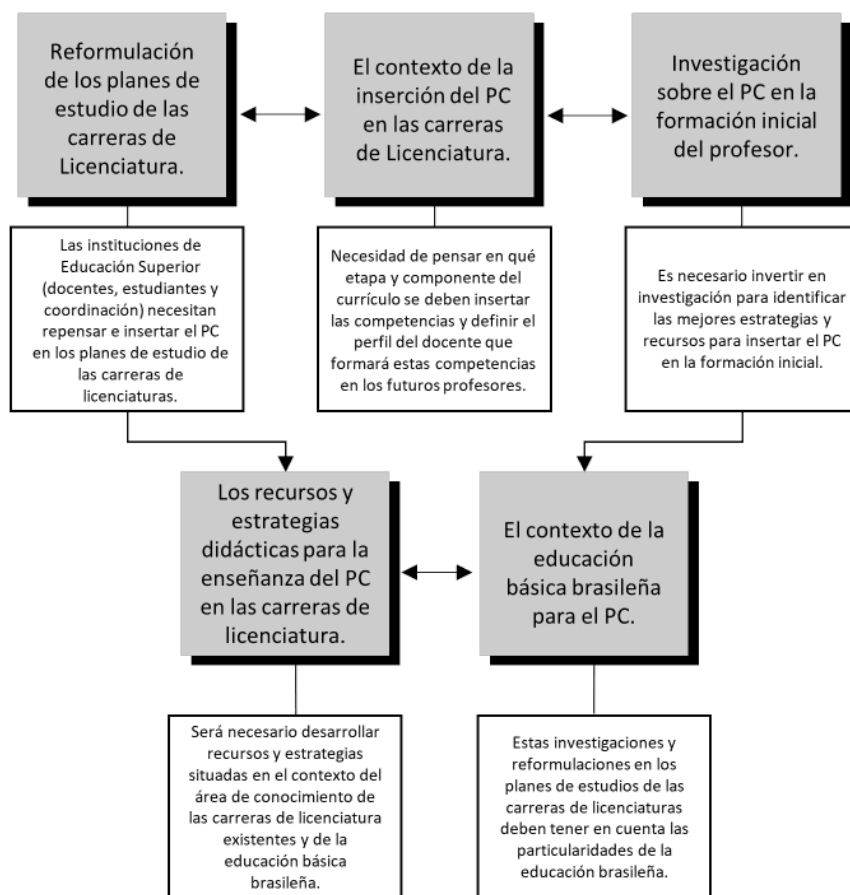 Reformulación
de los planes de
estudio de las
carreras de
Licenciatura.
El contexto de la
inserción del PC
en las carreras
de Licenciatura.
Investigación
sobre el PC en la
formación inicial
del profesor.
Las instituciones de
Educación Superior
(docentes, estudiantes y
coordinación) necesitan
repensar e insertar el PC
en los planes de estudio de
las carreras de
licenciaturas.
Necesidad de pensar en qué
etapa y componente del
currículo se deben insertar
las competencias y definir el
perfil del docente que
formará estas competencias
en los futuros profesores.
Es necesario invertir en
investigación para identificar
las mejores estrategias y
recursos para insertar el PC
en la formación inicial.
Los recursos y
estrategias
didácticas para la
enseñanza del PC
en las carreras de
licenciatura.
El contexto de la
educación
básica brasileña
para el PC.
Será necesario desarrollar
recursos y estrategias
situadas en el contexto del
área de conocimiento de
las carreras de licenciatura
existentes y de la
educación básica
brasileña.
Estas investigaciones y
reformulaciones en los
planes de estudios de las
carreras de licenciaturas
deben tener en cuenta las
particularidades de la
educación brasileña.